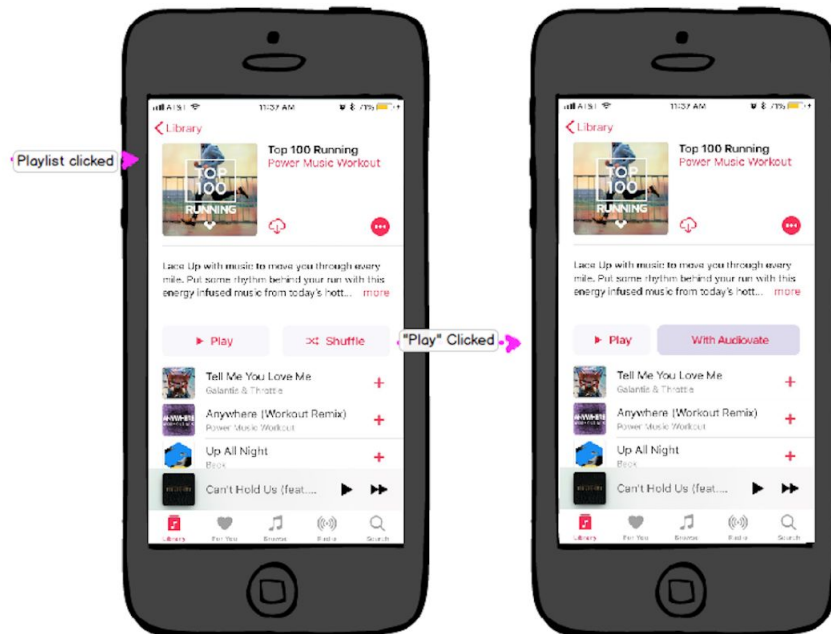 Playlist clicked
AT&T
11:37 AM
71%
Library
TOP
100
RUNNING
Top 100 Running
Power Music Workout
Lace Up with music to move you through every
mile. Put some rhythm behind your run with this
energy infused music from today's hott... more
Play
Shuffle
Tell Me You Love Me
Galantis & Throttle
Anywhere (Workout Remix)
Power Music Workout
Up All Night
Beck
Can't Hold Us (feat....
Library
For You
Browse
Radio
Search
"Play" Clicked
AT&T
11:37 AM
71%
Library
TOP
100
RUNNING
Top 100 Running
Power Music Workout
Lace Up with music to move you through every
mile. Put some rhythm behind your run with this
energy infused music from today's hott... more
Play
With Audiovate
Tell Me You Love Me
Galantis & Throttle
Anywhere (Workout Remix)
Power Music Workout
Up All Night
Beck
Can't Hold Us (feat....
Library
For You
Browse
Radio
Search